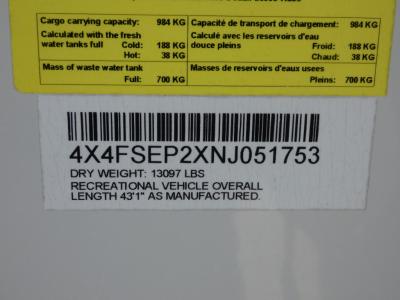 Cargo carrying capacity: 984 KG
Calculated with the fresh
water tanks full Cold: 188 KG
Hot: 38 KG
Mass of waste water tank
Full: 700 KG
Capacité de transport de chargement: 984 KG
Calculé avec les reservoirs d'eau
douce pleins Froid: 188 KG
Chaud: 38 KG
Masses de reservoirs d'eaux usees
Pleins: 700 KG
4X4FSEP2XNJ051753
DRY WEIGHT: 13097 LBS
RECREATIONAL VEHICLE OVERALL
LENGTH 43'1" AS MANUFACTURED.